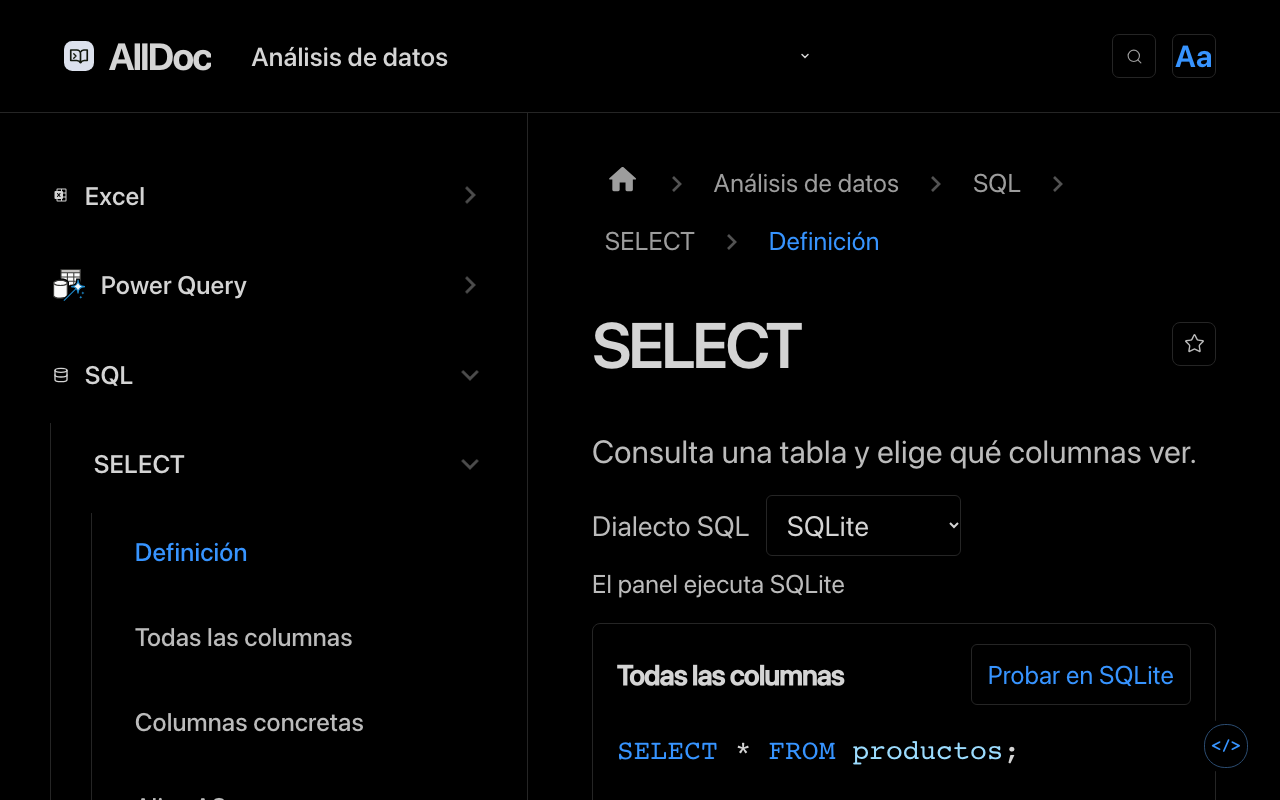 AllDoc
Análisis de datos
Aa
Excel
Power Query
SQL
SELECT
Definición
Todas las columnas
Columnas concretas
Análisis de datos
SQL
SELECT
Definición
SELECT
Consulta una tabla y elige qué columnas ver.
Dialecto SQL
SQLite
El panel ejecuta SQLite
Todas las columnas
Probar en SQLite
SELECT * FROM productos;
</>